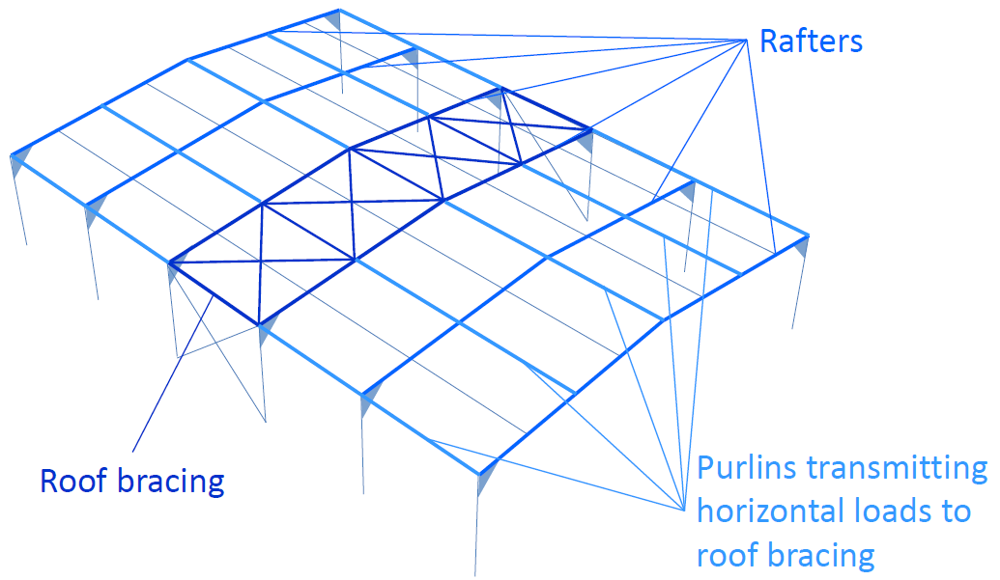 Rafters
Roof bracing
Purlins transmitting
horizontal loads to
roof bracing